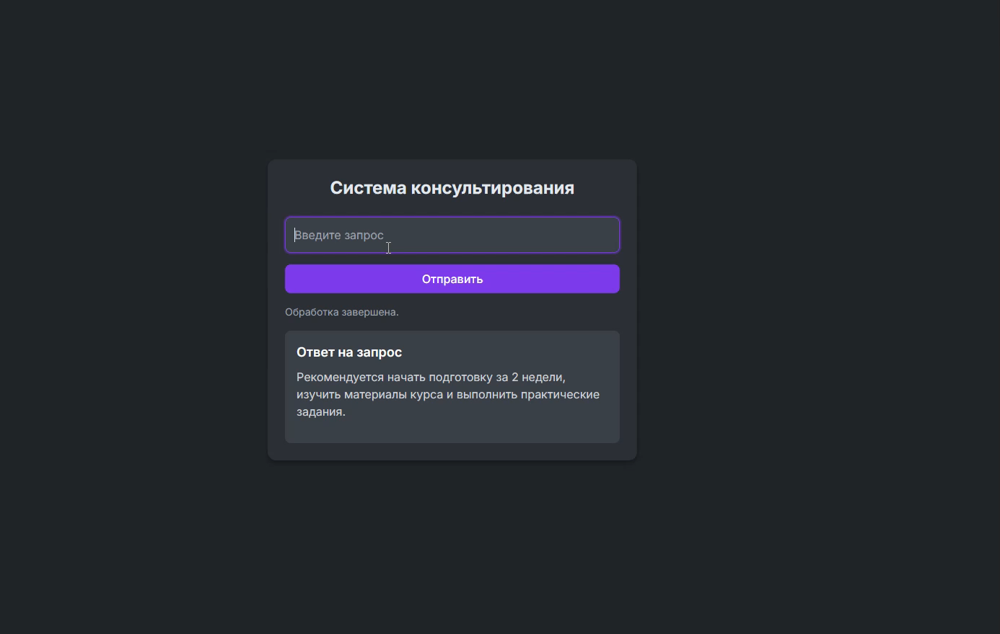 Система консультирования
Введите запрос
Отправить
Обработка завершена.
Ответ на запрос
Рекомендуется начать подготовку за 2 недели,
изучить материалы курса и выполнить практические
задания.